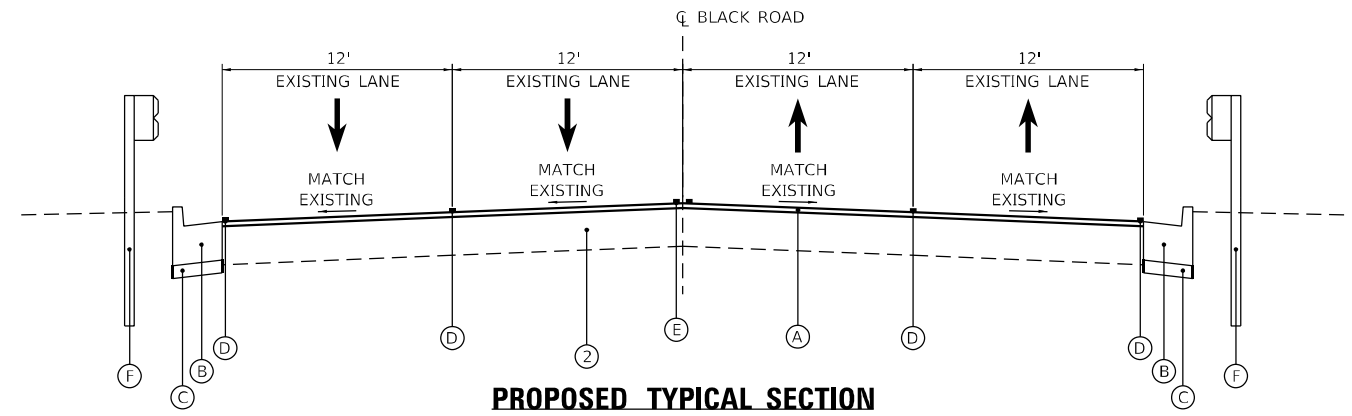 ℄ BLACK ROAD
12' 12' 12' 12'
EXISTING LANE EXISTING LANE EXISTING LANE EXISTING LANE
MATCH MATCH MATCH MATCH
EXISTING EXISTING EXISTING EXISTING
F C B D D 2 E A D D B C F
PROPOSED TYPICAL SECTION